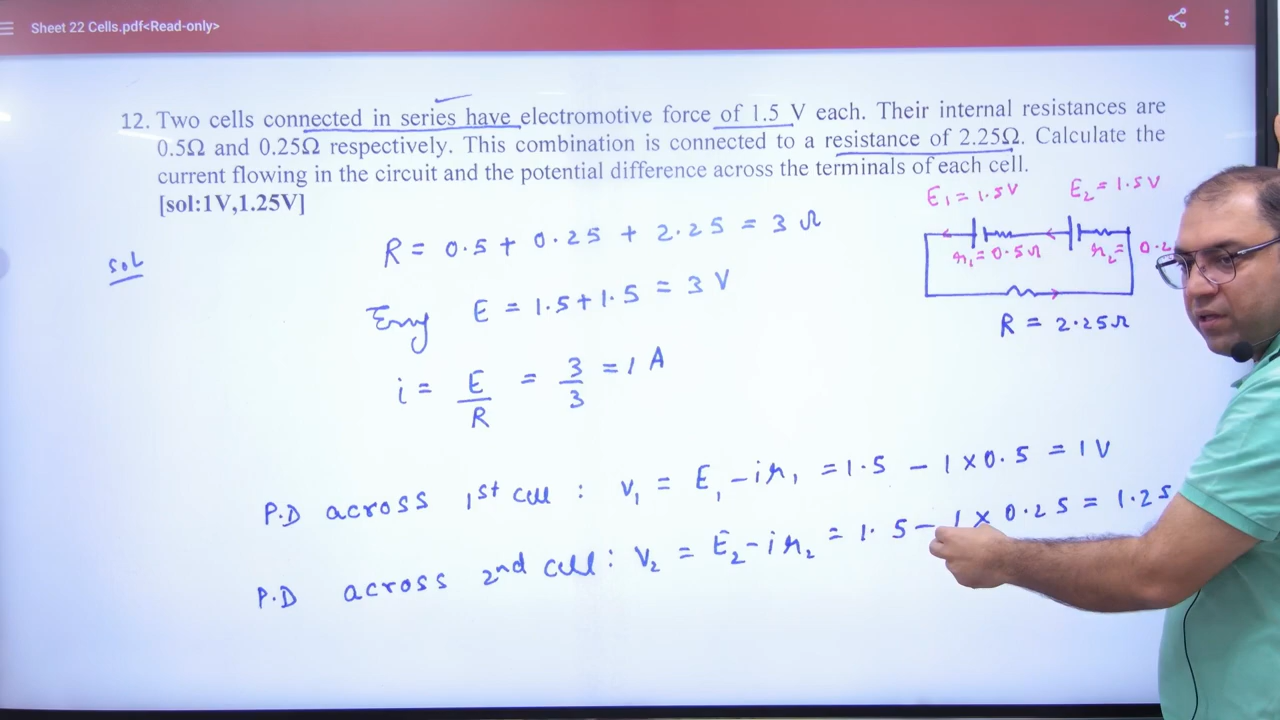 Sheet 22 Cells.pdf<Read-only>
12. Two cells connected in series have electromotive force of 1.5 V each. Their internal resistances are
0.5Ω and 0.25Ω respectively. This combination is connected to a resistance of 2.25Ω. Calculate the
current flowing in the circuit and the potential difference across the terminals of each cell.
[sol:1V,1.25V]
E₁ = 1.5V E₂ = 1.5V
r₁ = 0.5Ω r₂ =
R = 2.25Ω
Sol
R = 0.5 + 0.25 + 2.25 = 3 Ω
E = 1.5+1.5 = 3 V
i = E/R = 3/3 = 1 A
P.D across 1st cell : V₁ = E₁ - ir₁ = 1.5 - 1×0.5 = 1V
P.D across 2nd cell : V₂ = E₂ - ir₂ = 1.5 - 1 × 0.25 = 1.25